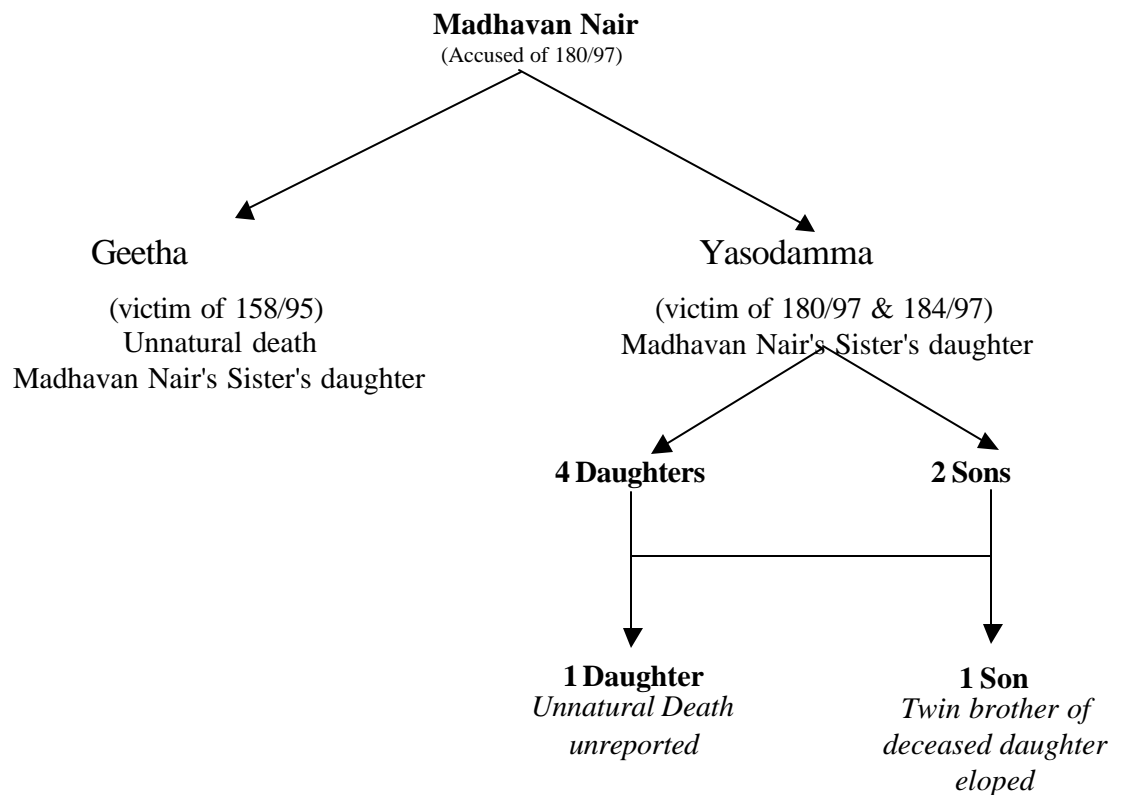 Madhavan Nair
(Accused of 180/97)
Geetha
(victim of 158/95)
Unnatural death
Madhavan Nair's Sister's daughter
Yasodamma
(victim of 180/97 & 184/97)
Madhavan Nair's Sister's daughter
4 Daughters
2 Sons
1 Daughter
Unnatural Death
unreported
1 Son
Twin brother of
deceased daughter
eloped